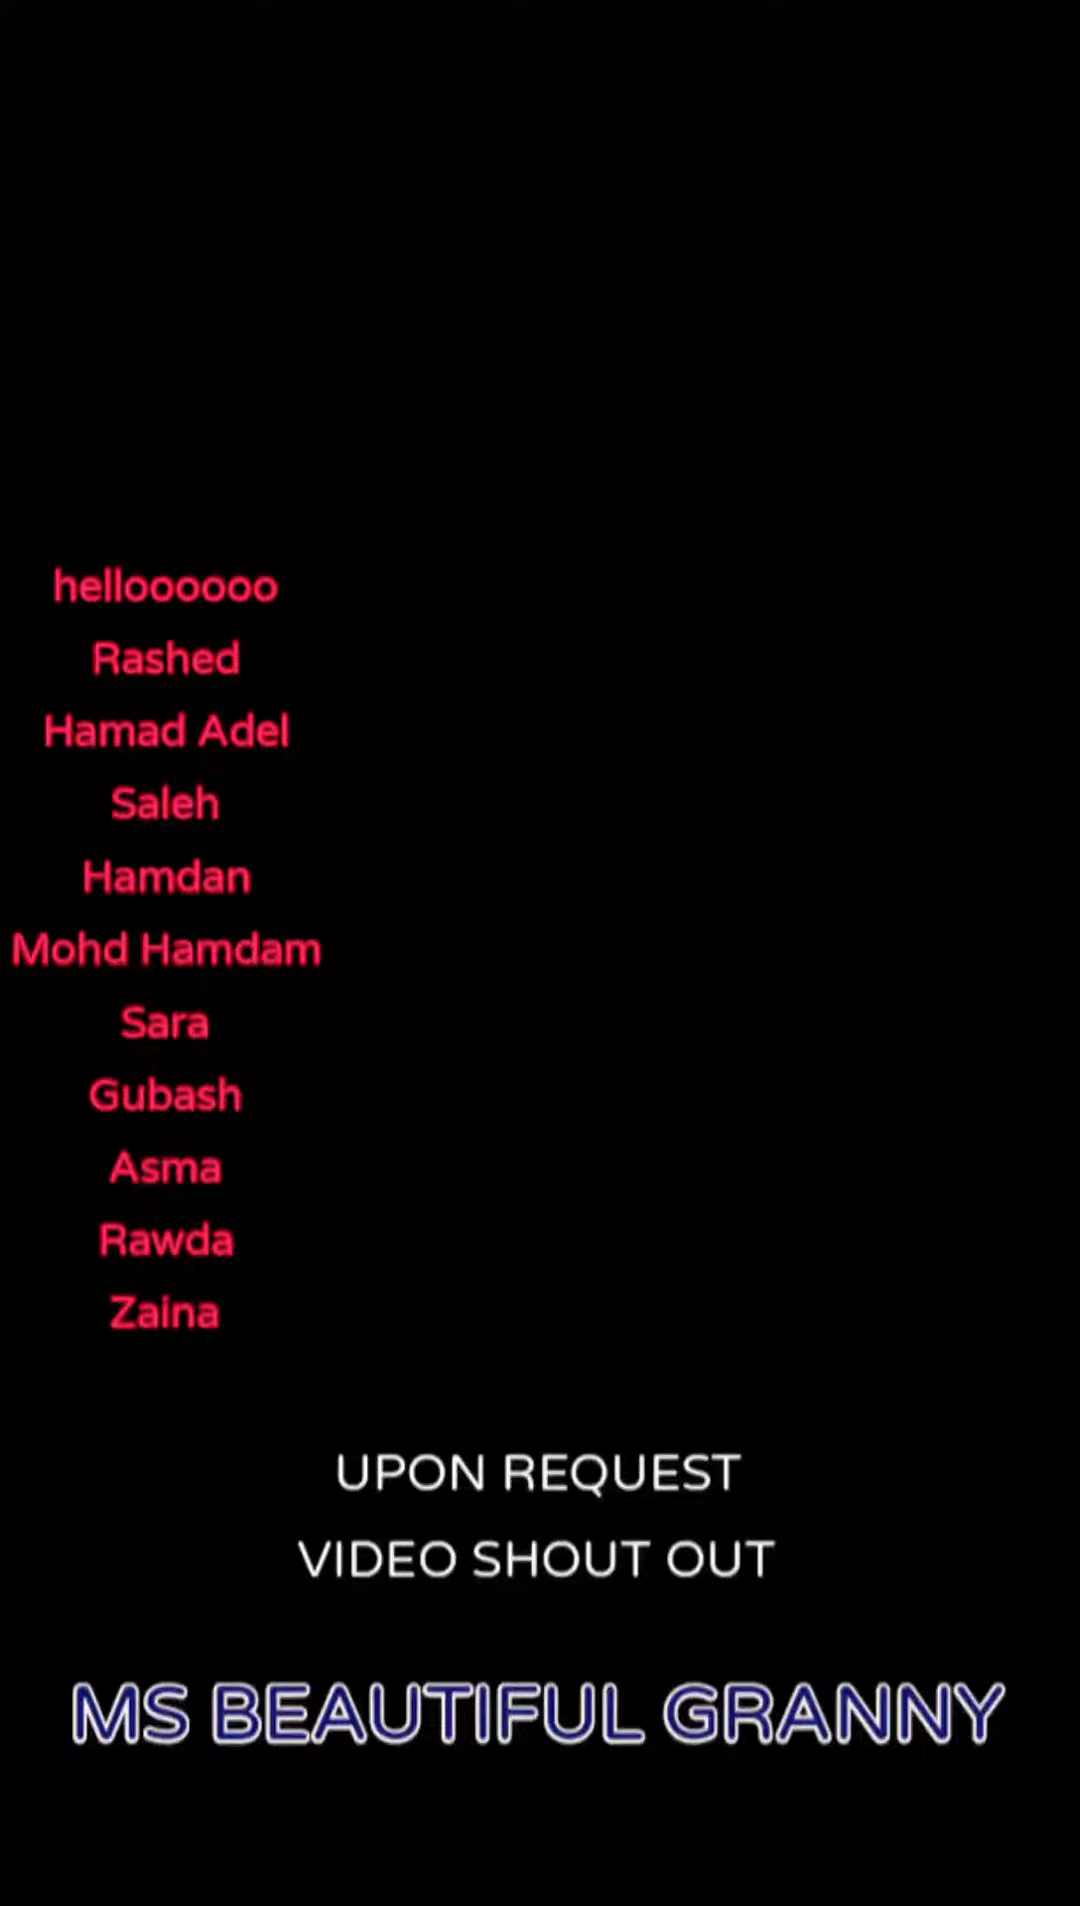 helloooooo
Rashed
Hamad Adel
Saleh
Hamdan
Mohd Hamdam
Sara
Gubash
Asma
Rawda
Zaina
UPON REQUEST
VIDEO SHOUT OUT
MS BEAUTIFUL GRANNY